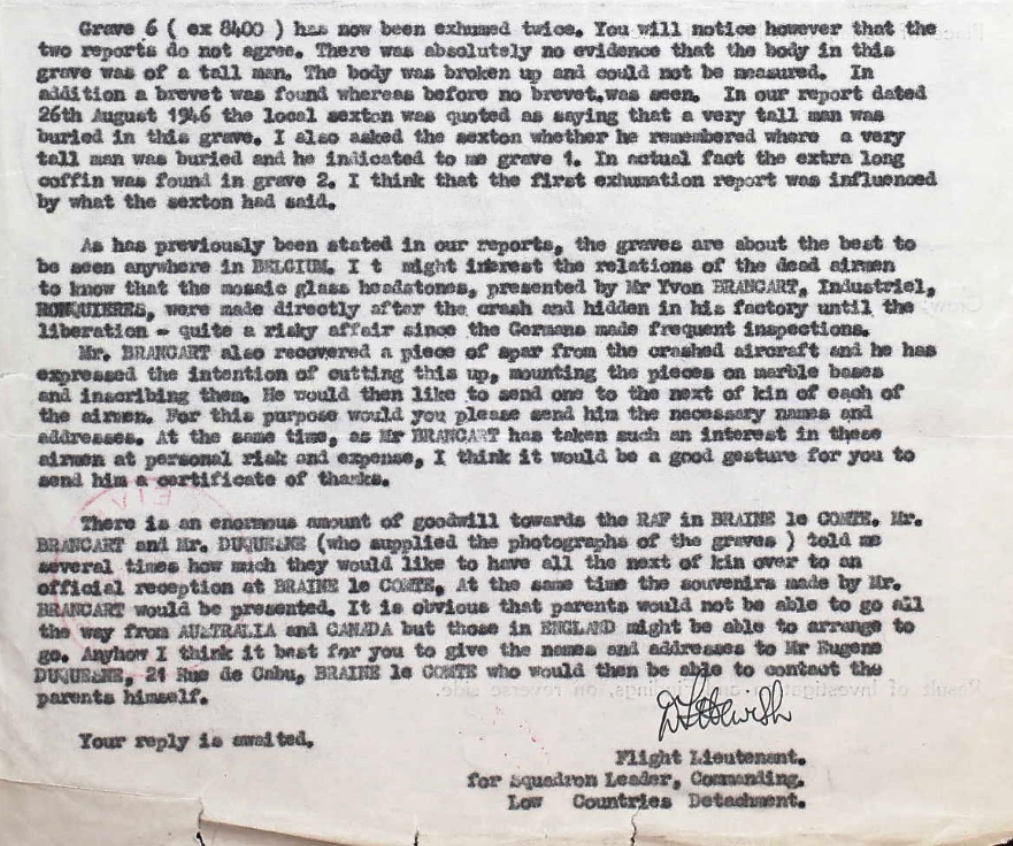 Grave 6 ( ex 8400 ) has now been exhumed twice. You will notice however that the
two reports do not agree. There was absolutely no evidence that the body in this
grave was of a tall man. The body was broken up and could not be measured. In
addition a brevet was found whereas before no brevet.was seen. In our report dated
26th August 1946 the local sexton was quoted as saying that a very tall man was
buried in this grave. I also asked the sexton whether he remembered where a very
tall man was buried and he indicated to me grave 1. In actual fact the extra long
coffin was found in grave 2. I think that the first exhumation report was influenced
by what the sexton had said.
As has previously been stated in our reports, the graves are about the best to
be seen anywhere in BELGIUM. I t might interest the relations of the dead airmen
to know that the mosaic glass headstones, presented by Mr Yvon BRANCART, Industriel,
RONQUIERES, were made directly after the crash and hidden in his factory until the
liberation - quite a risky affair since the Germans made frequent inspections.
Mr. BRANCART also recovered a piece of spar from the crashed aircraft and he has
expressed the intention of cutting this up, mounting the pieces on marble bases
and inscribing them. He would then like to send one to the next of kin of each of
the airmen. For this purpose would you please send him the necessary names and
addresses. At the same time, as Mr BRANCART has taken such an interest in these
airmen at personal risk and expense, I think it would be a good gesture for you to
send him a certificate of thanks.
There is an enormous amount of goodwill towards the RAF in BRAINE le COMTE. Mr.
BRANCART and Mr. DUQUESNE (who supplied the photographs of the graves ) told me
several times how much they would like to have all the next of kin over to an
official reception at BRAINE le COMTE. At the same time the souvenirs made by Mr.
BRANCART would be presented. It is obvious that parents would not be able to go all
the way from AUSTRALIA and CANADA but those in ENGLAND might be able to arrange to
go. Anyhow I think it best for you to give the names and addresses to Mr Eugene
DUQUESNE, 21 Rue de Cabu, BRAINE le COMTE who would then be able to contact the
parents himself.
Result of Investigation and findings, on reverse side.
Your reply is awaited.
Flight Lieutenant.
for Squadron Leader, Commanding.
Low Countries Detachment.